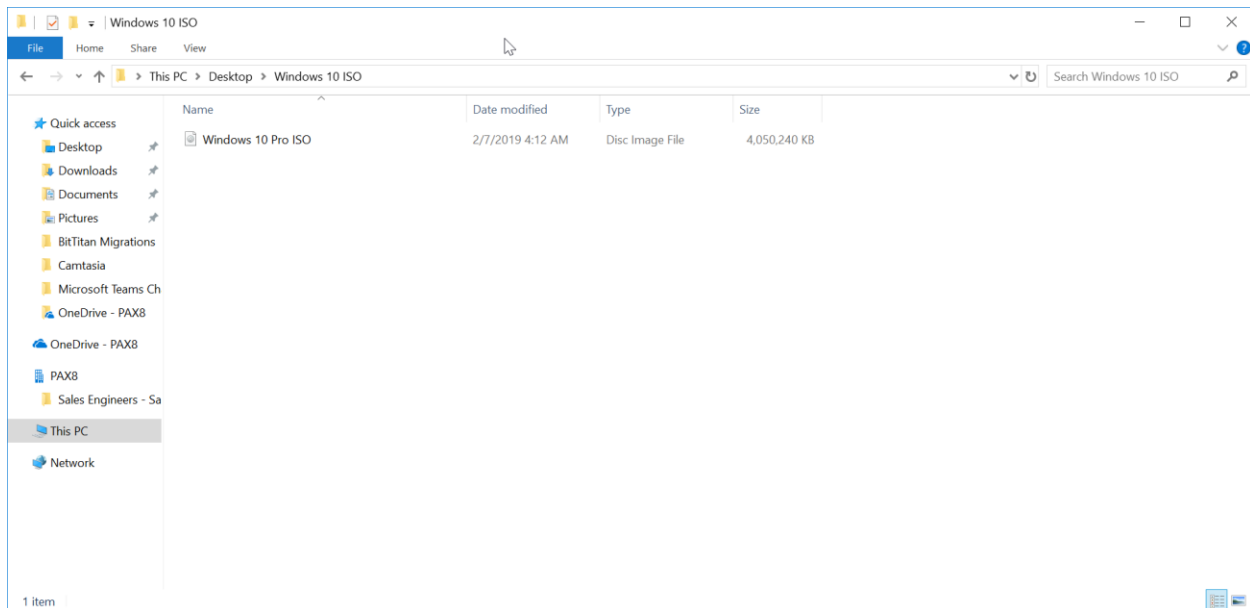 Windows 10 ISO
File Home Share View
This PC > Desktop > Windows 10 ISO Search Windows 10 ISO
Name Date modified Type Size
Windows 10 Pro ISO 2/7/2019 4:12 AM Disc Image File 4,050,240 KB
Quick access
Desktop
Downloads
Documents
Pictures
BitTitan Migrations
Camtasia
Microsoft Teams Ch
OneDrive - PAX8
OneDrive - PAX8
PAX8
Sales Engineers - Sa
This PC
Network
1 item